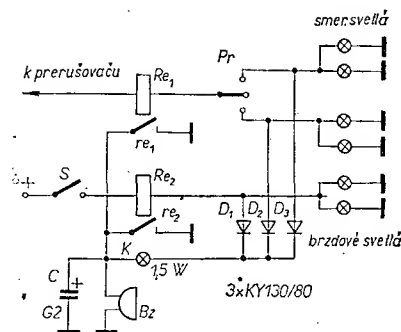 smer. svetlá
Pr
k prerušovaču
Re1
re1
+
S
Re2
re2
D1 D2 D3
brzdové svetlá
K
1,5 W
3×KY130/80
C
G2
Bz